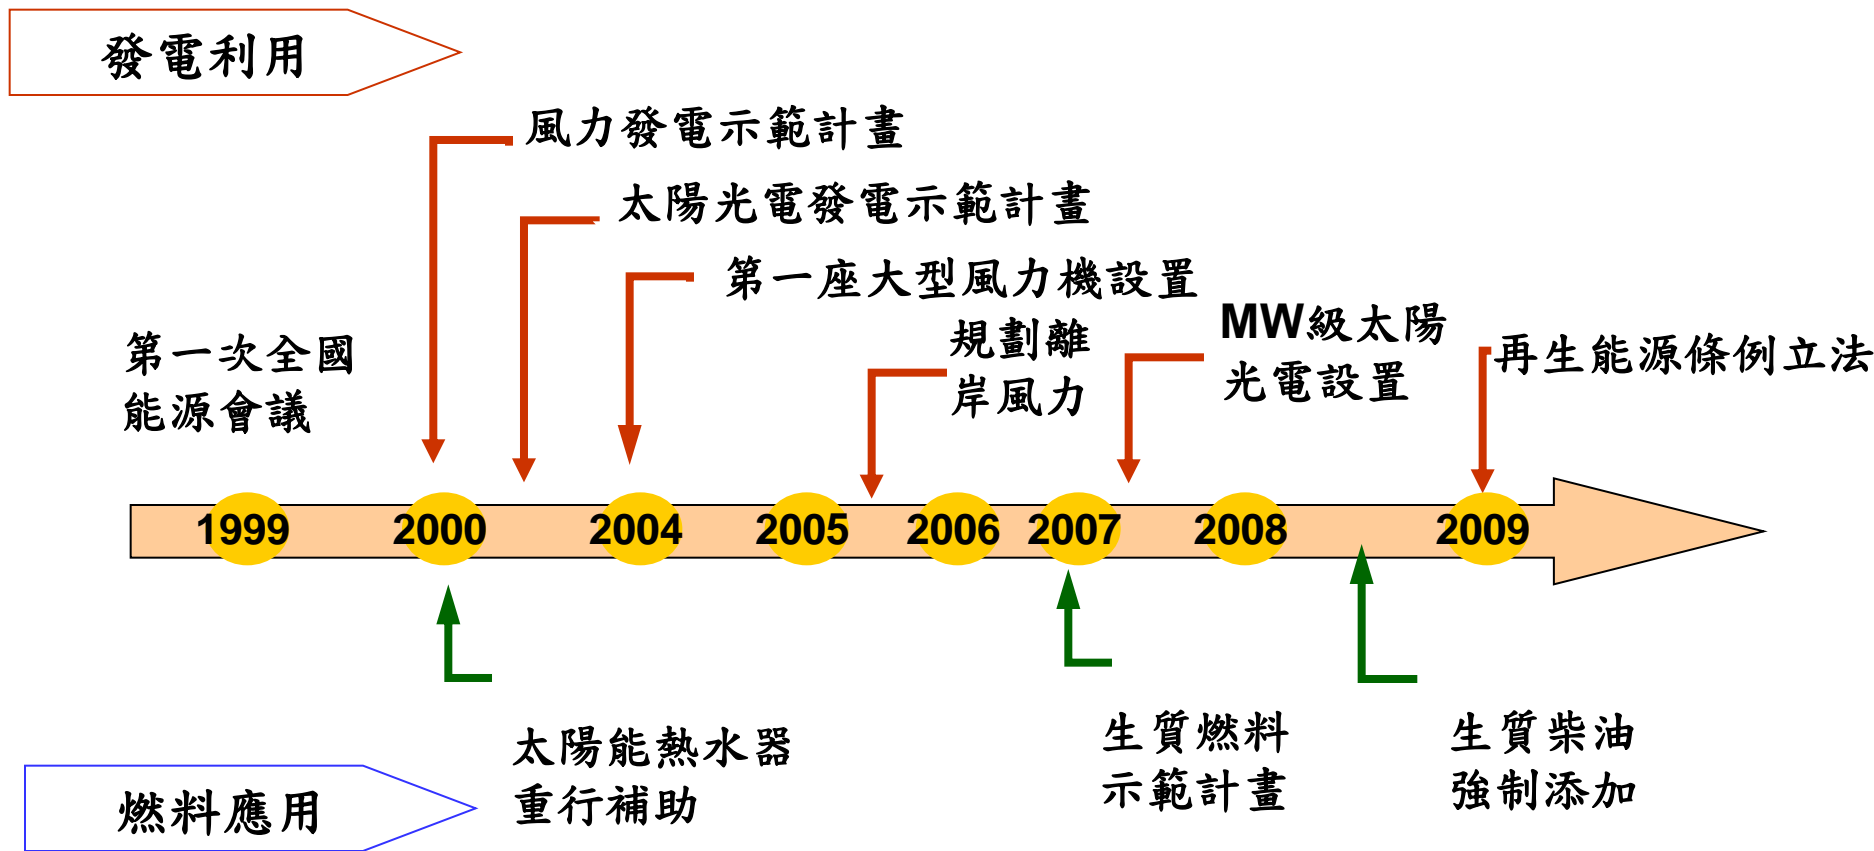 發電利用
風力發電示範計畫
太陽光電發電示範計畫
第一座大型風力機設置
規劃離
岸風力
MW級太陽
光電設置
再生能源條例立法
第一次全國
能源會議
1999 2000 2004 2005 2006 2007 2008 2009
太陽能熱水器
重行補助
生質燃料
示範計畫
生質柴油
強制添加
燃料應用